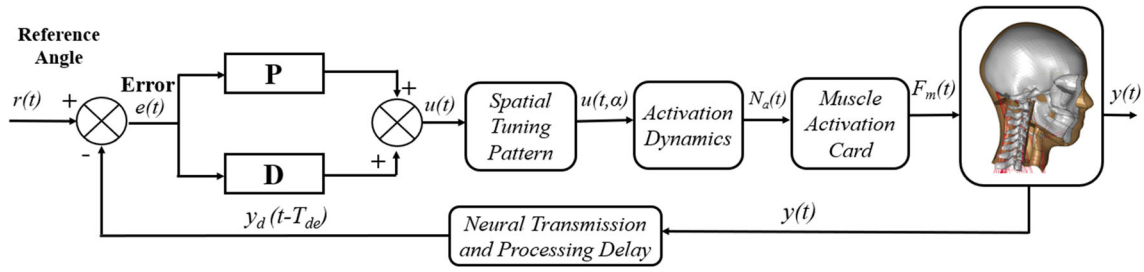 Reference
Angle
r(t)
+
-
Error
e(t)
P
D
+
+
u(t)
Spatial
Tuning
Pattern
u(t,α)
Activation
Dynamics
Na(t)
Muscle
Activation
Card
Fm(t)
y(t)
y(t)
Neural Transmission
and Processing Delay
yd (t-Tde)